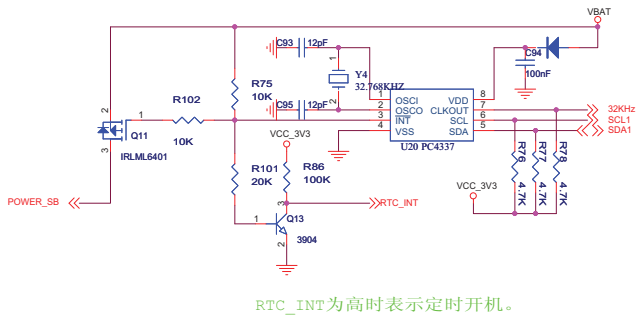 VBAT
C93 12pF
C94
100nF
1
Y4
32.768KHZ
2
R75
10K
C95 12pF
R102
10K
2
1
Q11
3
IRLML6401
1 OSCI VDD 8
2 OSCO CLKOUT 7
3 INT SCL 6
4 VSS SDA 5
U20 PC4337
32KHz
SCL1
SDA1
VCC_3V3
R101
20K
R86
100K
R76
4.7K
R77
4.7K
R78
4.7K
VCC_3V3
POWER_SB
RTC_INT
3
1
Q13
3904
2
RTC_INT为高时表示定时开机。